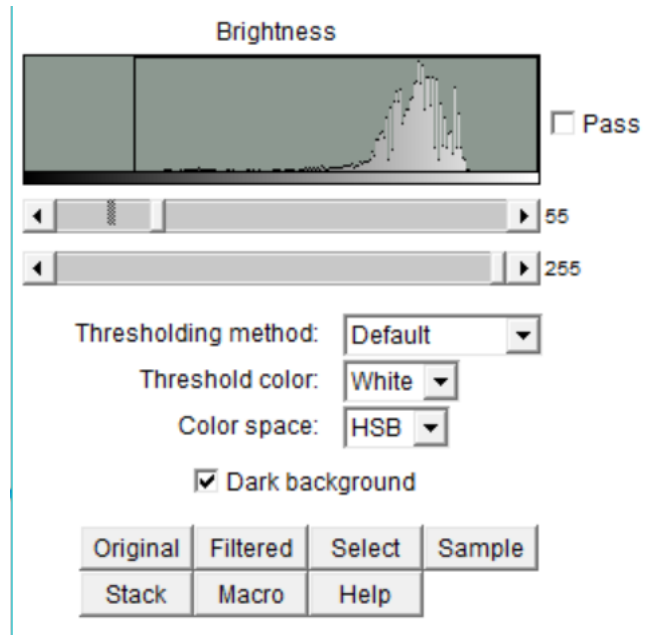 Brightness
Pass
55
255
Thresholding method: Default
Threshold color: White
Color space: HSB
Dark background
Original Filtered Select Sample
Stack Macro Help